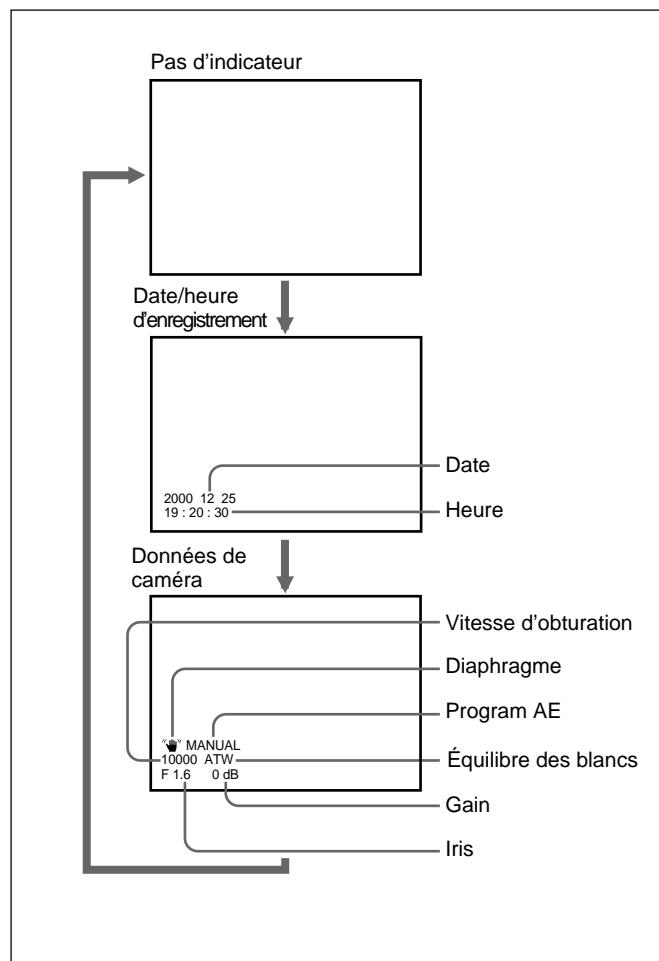 Pas d'indicateur
Date/heure
d'enregistrement
Date
2000 12 25
19 : 20 : 30
Heure
Données de
caméra
Vitesse d'obturation
Diaphragme
Program AE
MANUAL
10000 ATW
Équilibre des blancs
F 1.6 0 dB
Gain
Iris